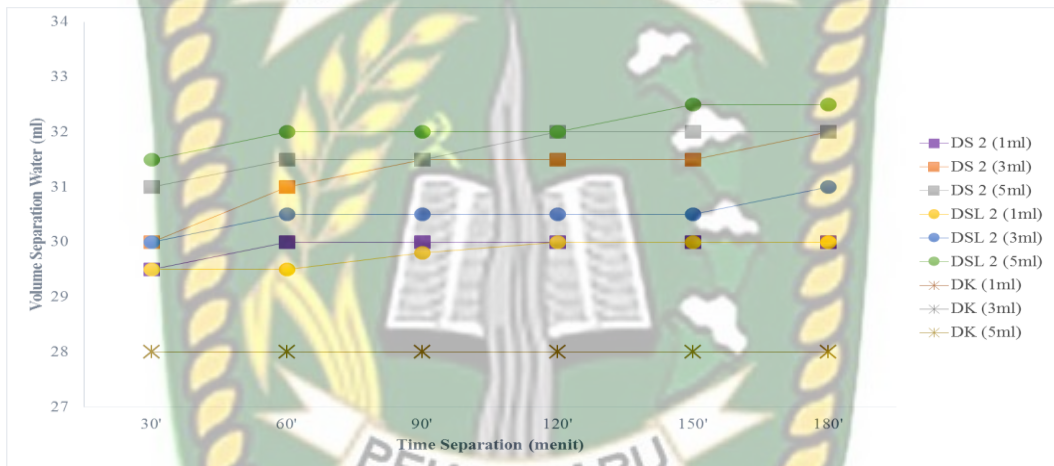 34
33
32
31
30
29
28
27
Volume Separation Water (ml)
30' 60' 90' 120' 150' 180'
Time Separation (menit)
DS 2 (1ml)
DS 2 (3ml)
DS 2 (5ml)
DSL 2 (1ml)
DSL 2 (3ml)
DSL 2 (5ml)
DK (1ml)
DK (3ml)
DK (5ml)